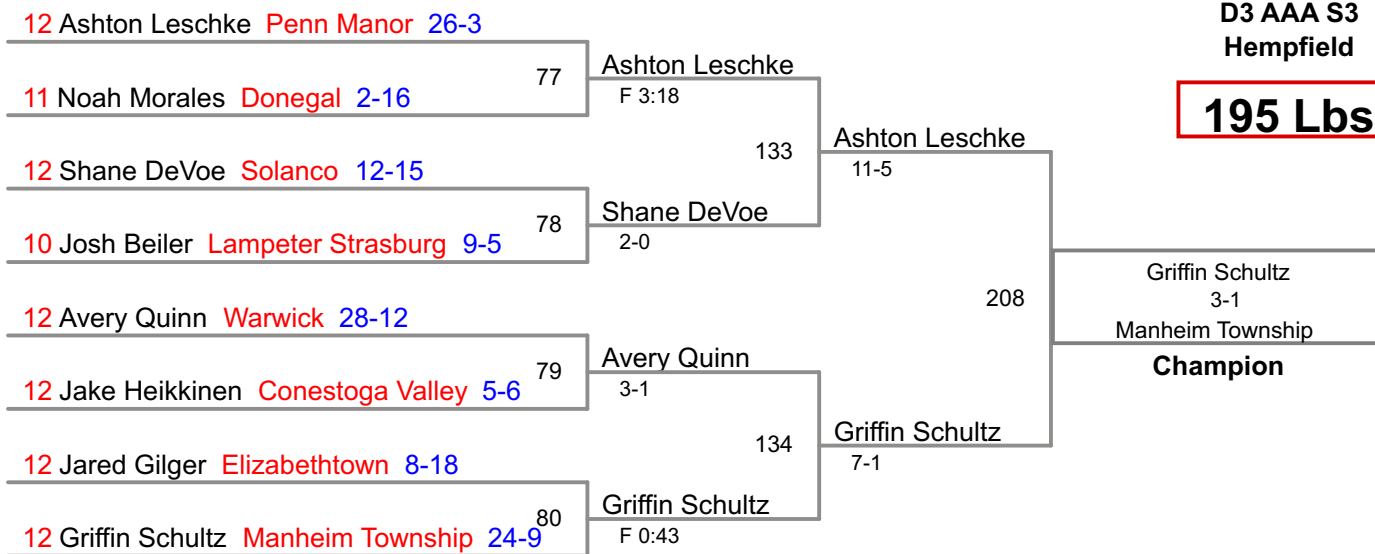 12 Ashton Leschke Penn Manor 26-3
77
11 Noah Morales Donegal 2-16
Ashton Leschke
F 3:18
12 Shane DeVoe Solanco 12-15
78
10 Josh Beiler Lampeter Strasburg 9-5
Shane DeVoe
2-0
12 Avery Quinn Warwick 28-12
79
12 Jake Heikkinen Conestoga Valley 5-6
Avery Quinn
3-1
12 Jared Gilger Elizabethtown 8-18
80
12 Griffin Schultz Manheim Township 24-9
Griffin Schultz
F 0:43
133
Ashton Leschke
11-5
134
Griffin Schultz
7-1
208
D3 AAA S3
Hempfield
195 Lbs
Griffin Schultz
3-1
Manheim Township
Champion